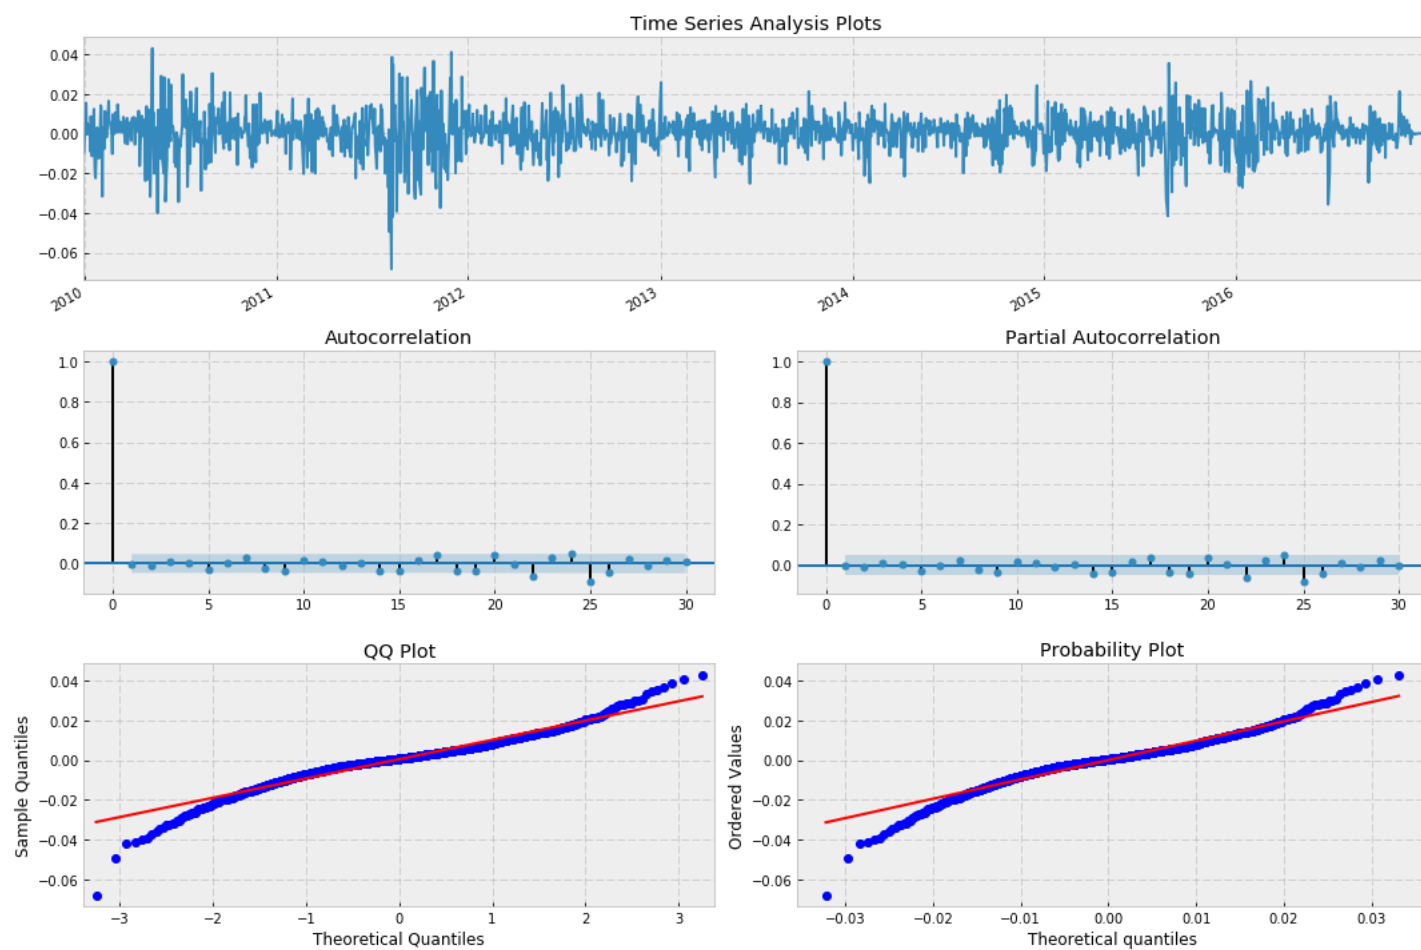 Time Series Analysis Plots
0.04
0.02
0.00
−0.02
−0.04
−0.06
2010 2011 2012 2013 2014 2015 2016
Autocorrelation
1.0
0.8
0.6
0.4
0.2
0.0
0 5 10 15 20 25 30
Partial Autocorrelation
1.0
0.8
0.6
0.4
0.2
0.0
0 5 10 15 20 25 30
QQ Plot
Sample Quantiles
0.04
0.02
0.00
−0.02
−0.04
−0.06
−3 −2 −1 0 1 2 3
Theoretical Quantiles
Probability Plot
Ordered Values
0.04
0.02
0.00
−0.02
−0.04
−0.06
−0.03 −0.02 −0.01 0.00 0.01 0.02 0.03
Theoretical quantiles